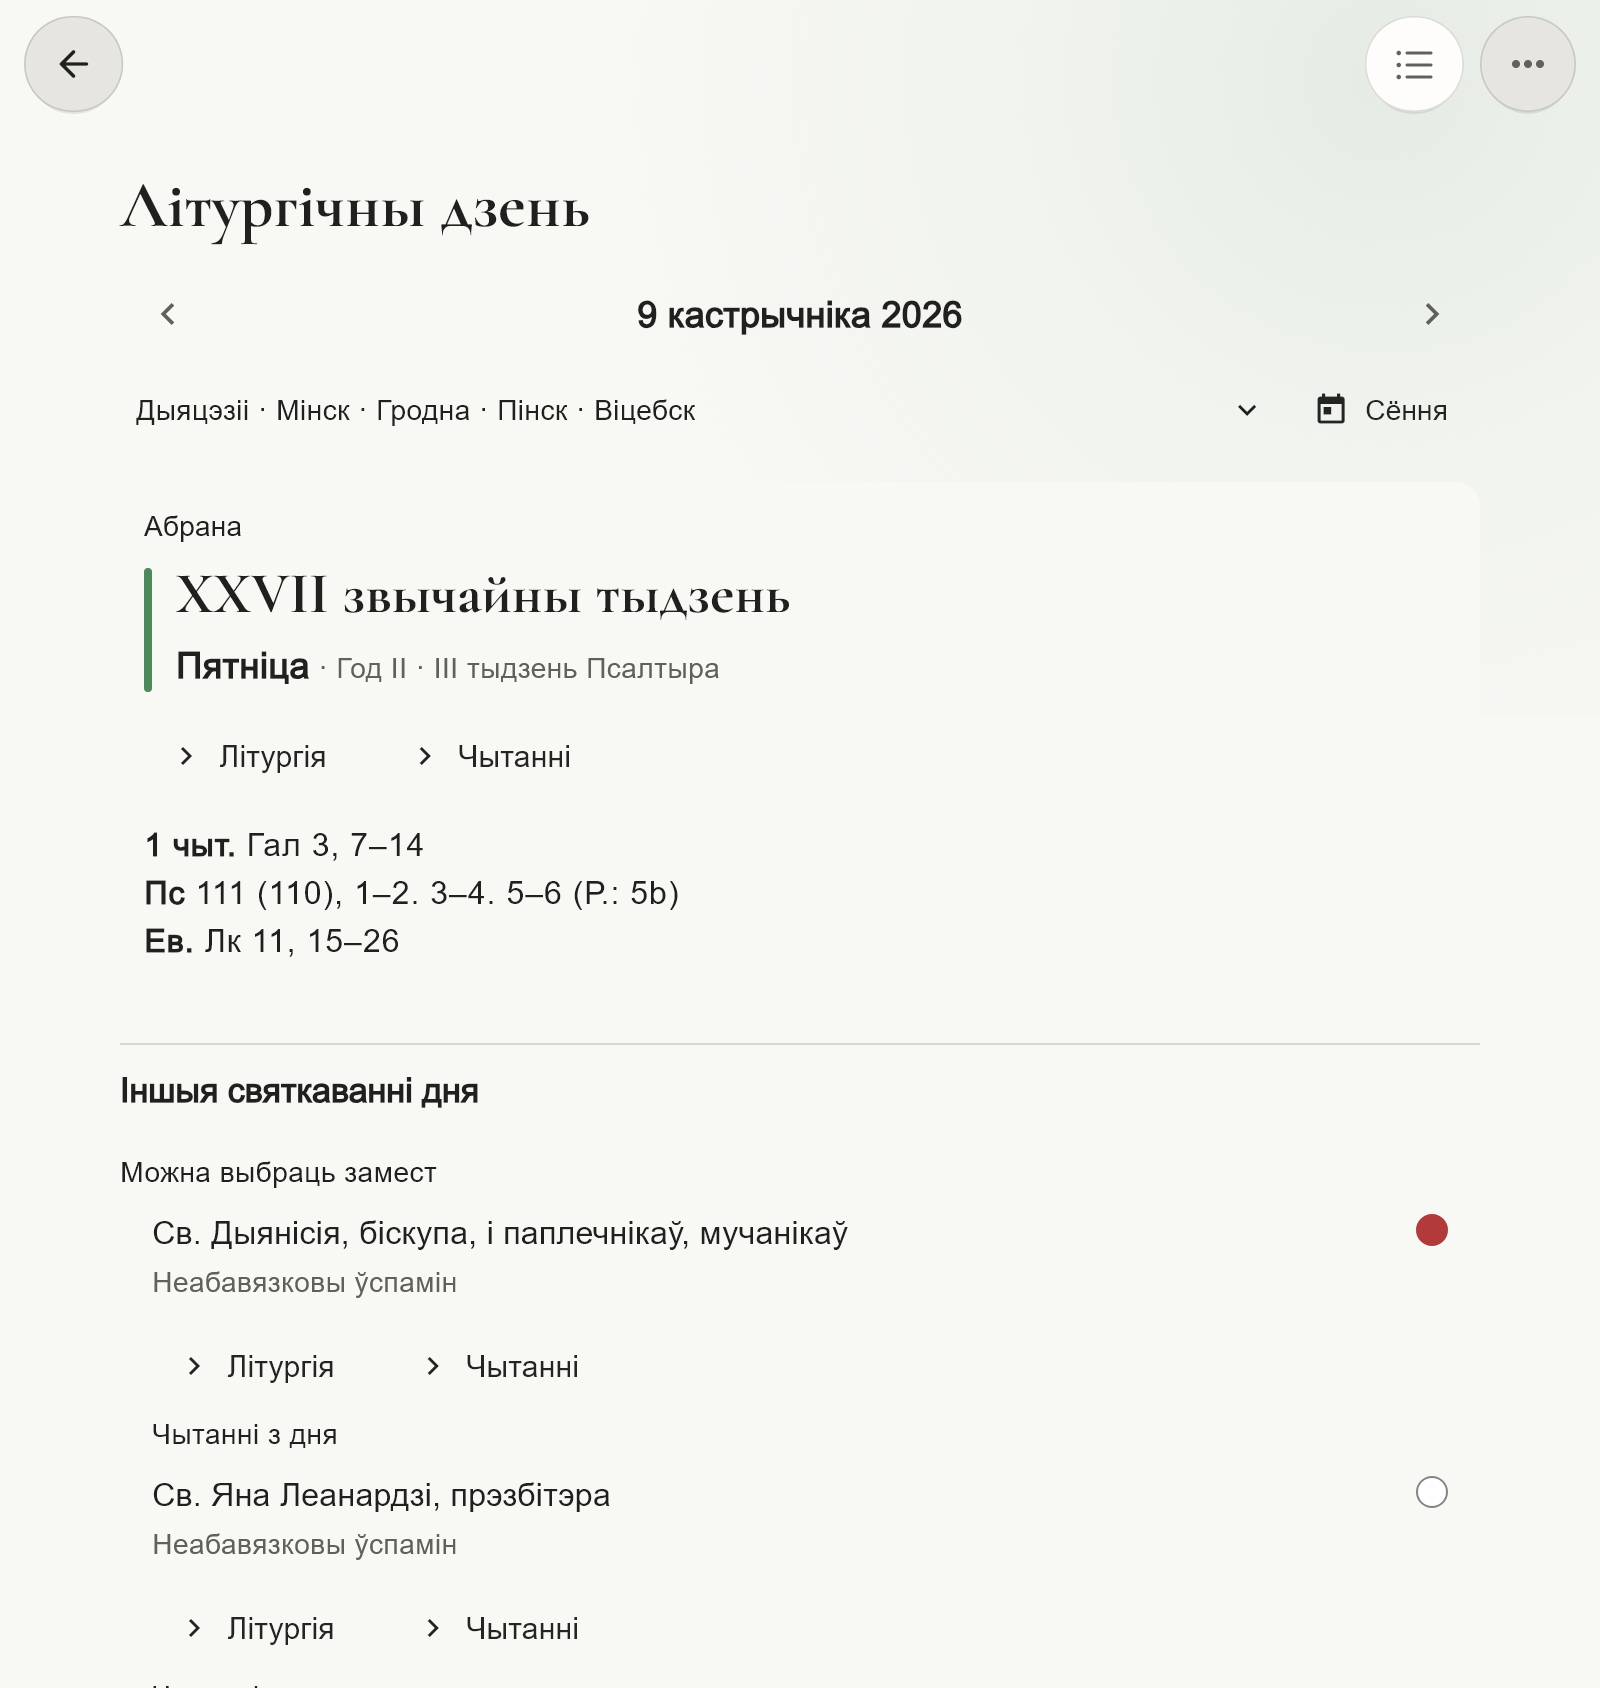 Літургічны дзень
9 кастрычніка 2026
Дыяцэзіі · Мінск · Гродна · Пінск · Віцебск
Сёння
Абрана
XXVII звычайны тыдзень
Пятніца · Год II · III тыдзень Псалтыра
Літургія Чытанні
1 чыт. Гал 3, 7–14
Пс 111 (110), 1–2. 3–4. 5–6 (Р.: 5b)
Ев. Лк 11, 15–26
Іншыя святкаванні дня
Можна выбраць замест
Св. Дыянісія, біскупа, і паплечнікаў, мучанікаў
Неабавязковы ўспамін
Літургія Чытанні
Чытанні з дня
Св. Яна Леанардзі, прэзбітэра
Неабавязковы ўспамін
Літургія Чытанні